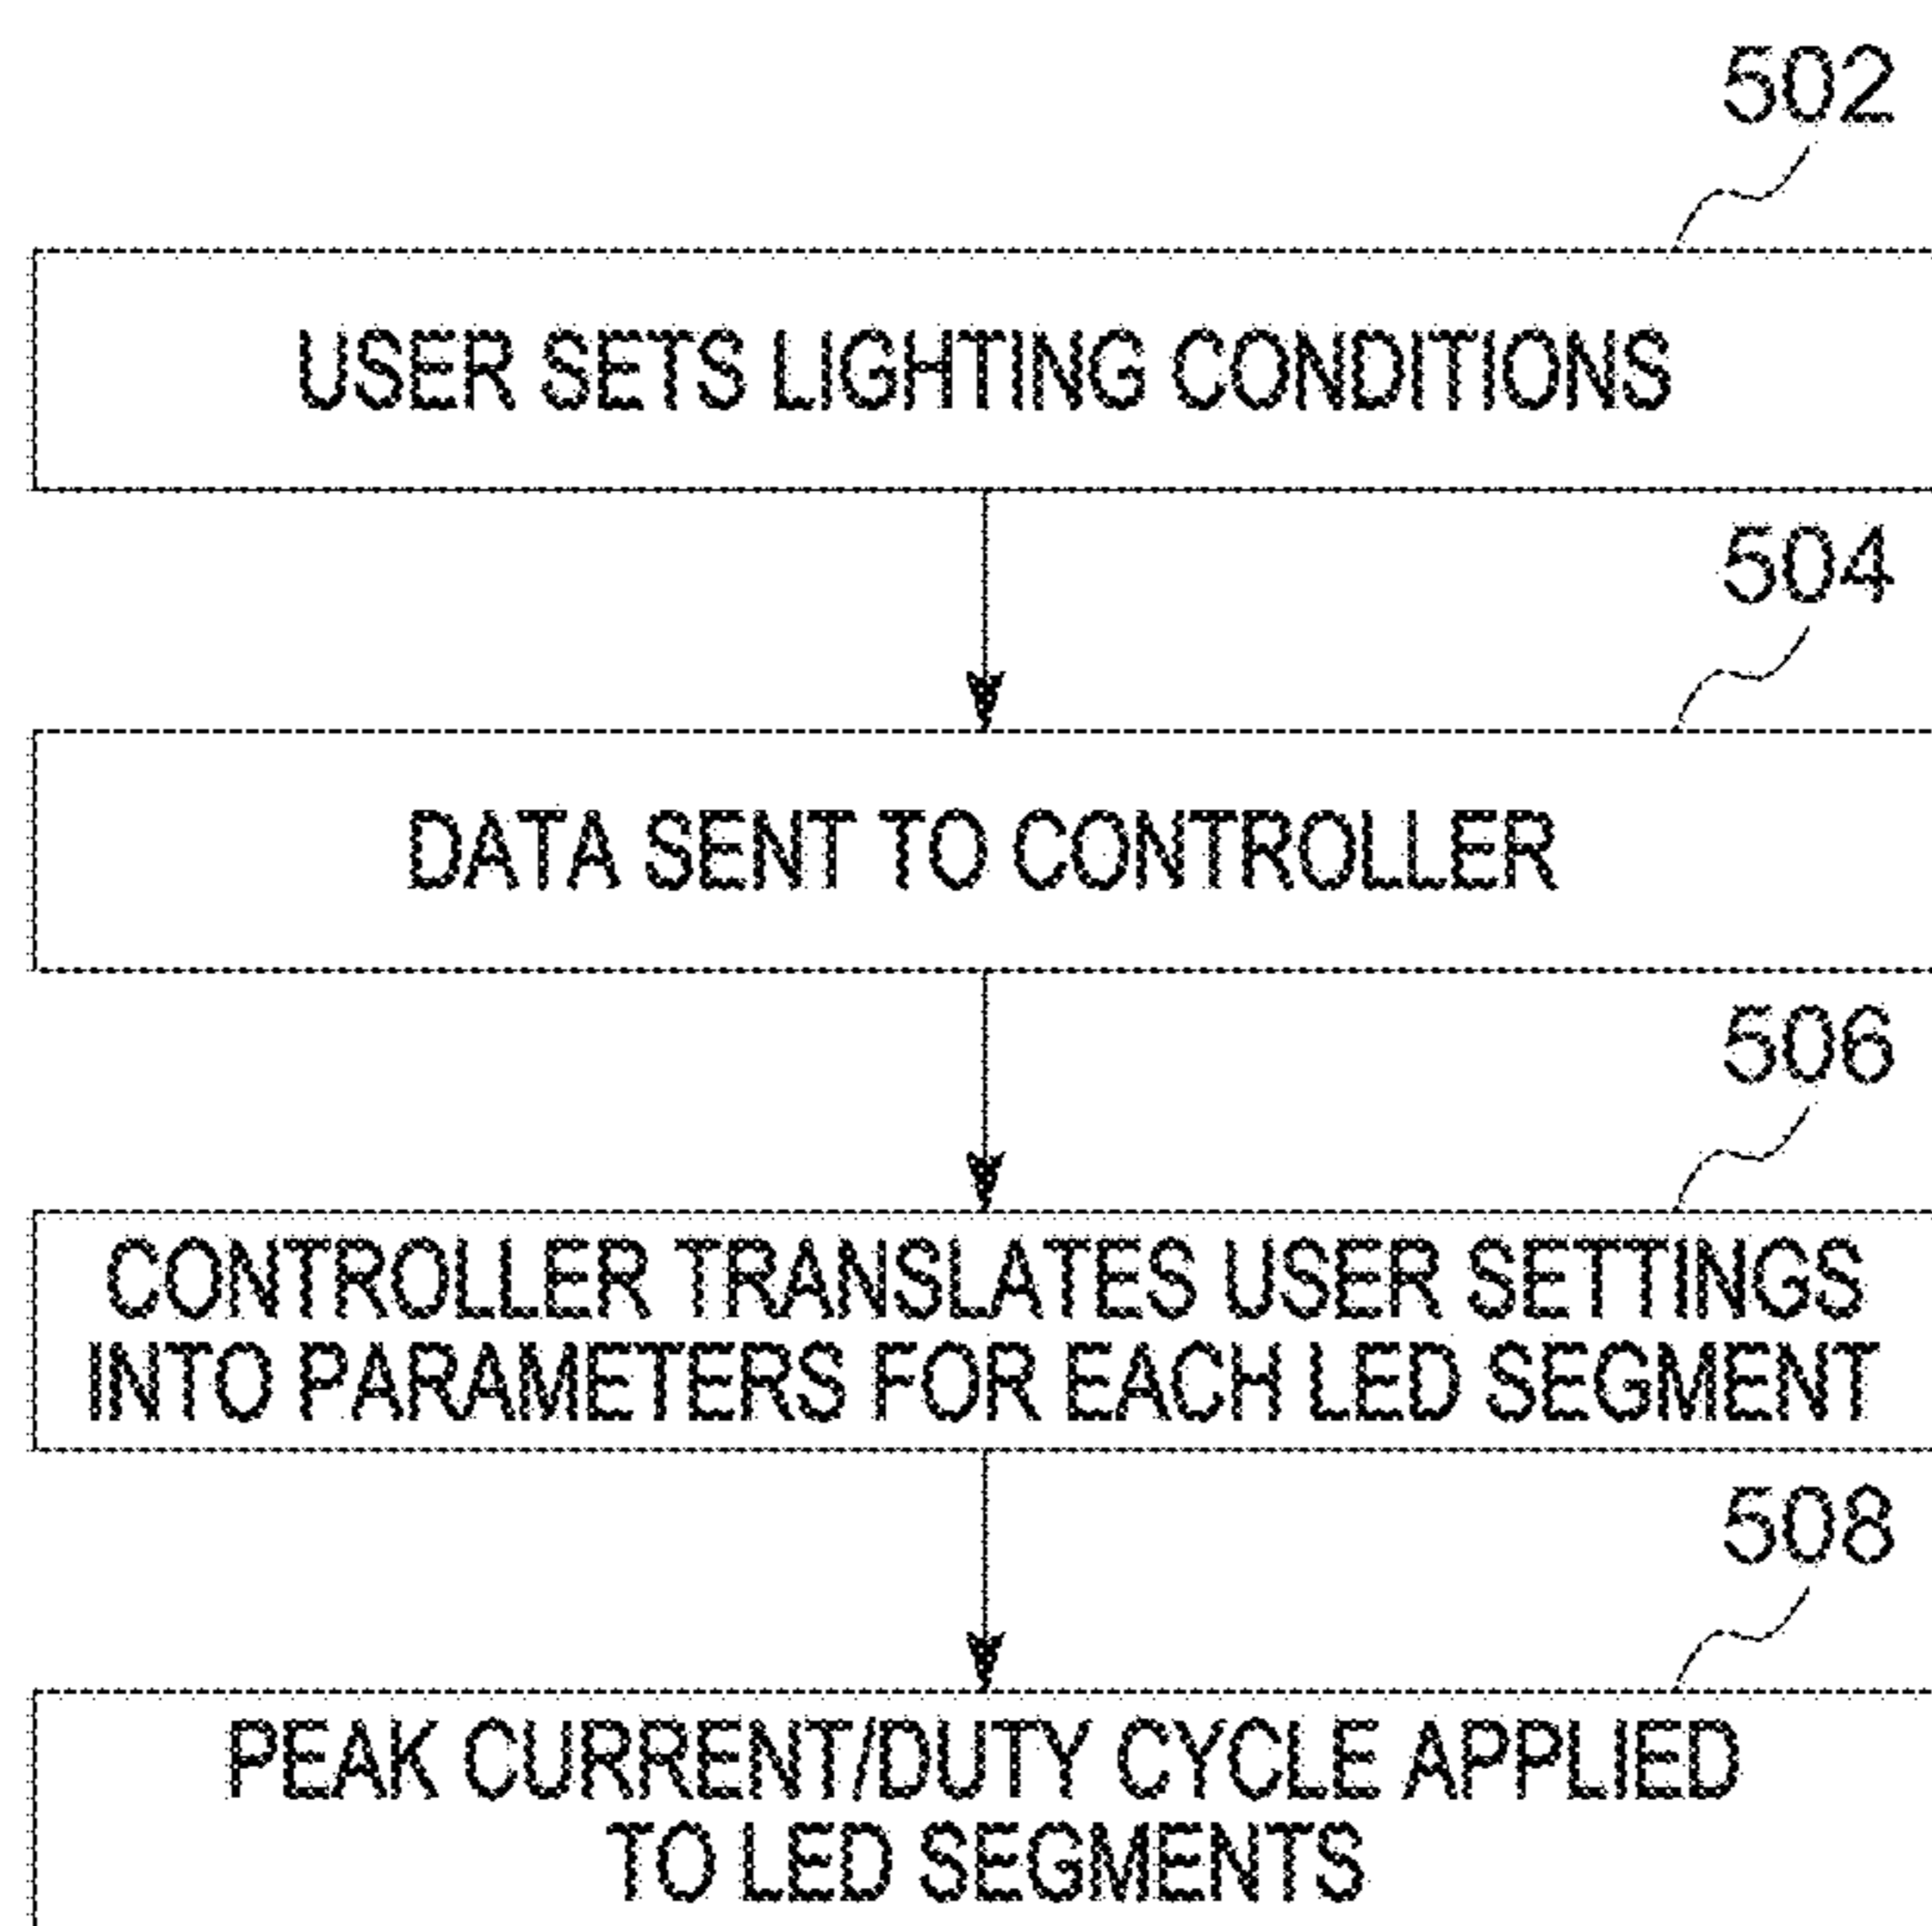 502
USER SETS LIGHTING CONDITIONS
504
DATA SENT TO CONTROLLER
506
CONTROLLER TRANSLATES USER SETTINGS
INTO PARAMETERS FOR EACH LED SEGMENT
508
PEAK CURRENT/DUTY CYCLE APPLIED
TO LED SEGMENTS